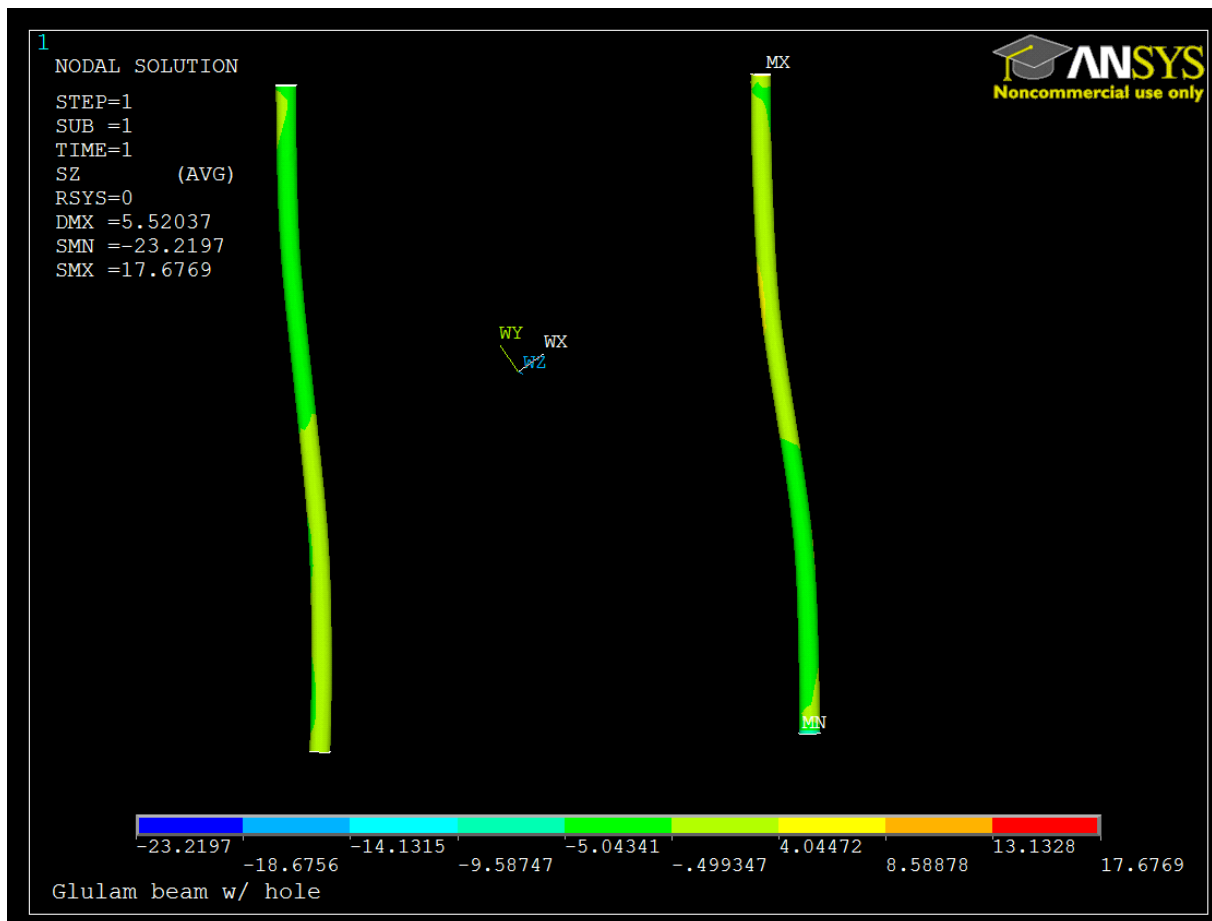 1
NODAL SOLUTION
STEP=1
SUB =1
TIME=1
SZ (AVG)
RSYS=0
DMX =5.52037
SMN =-23.2197
SMX =17.6769
MX
ANSYS
Noncommercial use only
WY
WX
WZ
MN
-23.2197 -14.1315 -5.04341 4.04472 13.1328
-18.6756 -9.58747 -.499347 8.58878 17.6769
Glulam beam w/ hole